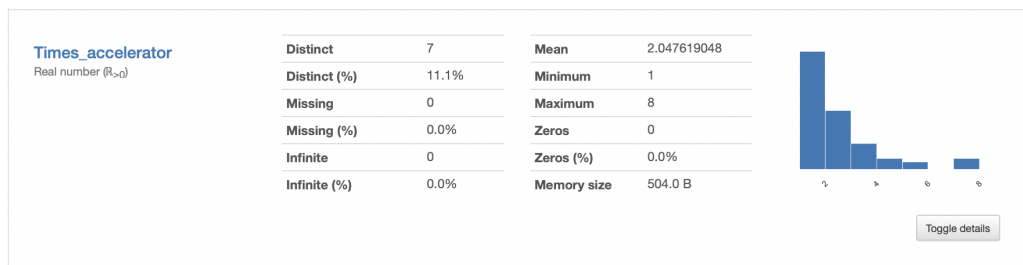 Times_accelerator
Real number (ℝ>0)
Distinct 7
Distinct (%) 11.1%
Missing 0
Missing (%) 0.0%
Infinite 0
Infinite (%) 0.0%
Mean 2.047619048
Minimum 1
Maximum 8
Zeros 0
Zeros (%) 0.0%
Memory size 504.0 B
2 4 6 8
Toggle details